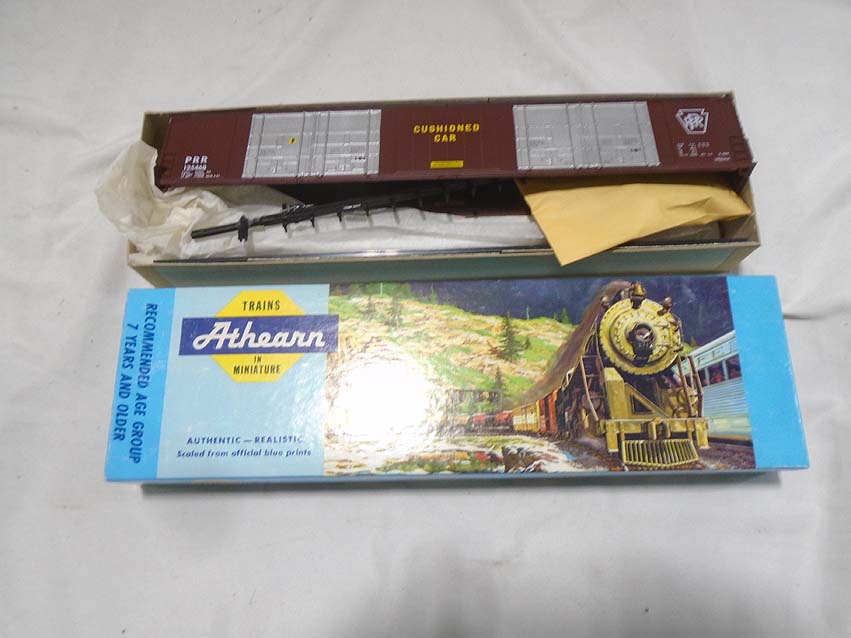 CUSHIONED
CAR
PRR
TRAINS
Athearn
IN
MINIATURE
AUTHENTIC — REALISTIC
Scaled from official blue prints
RECOMMENDED AGE GROUP
7 YEARS AND OLDER